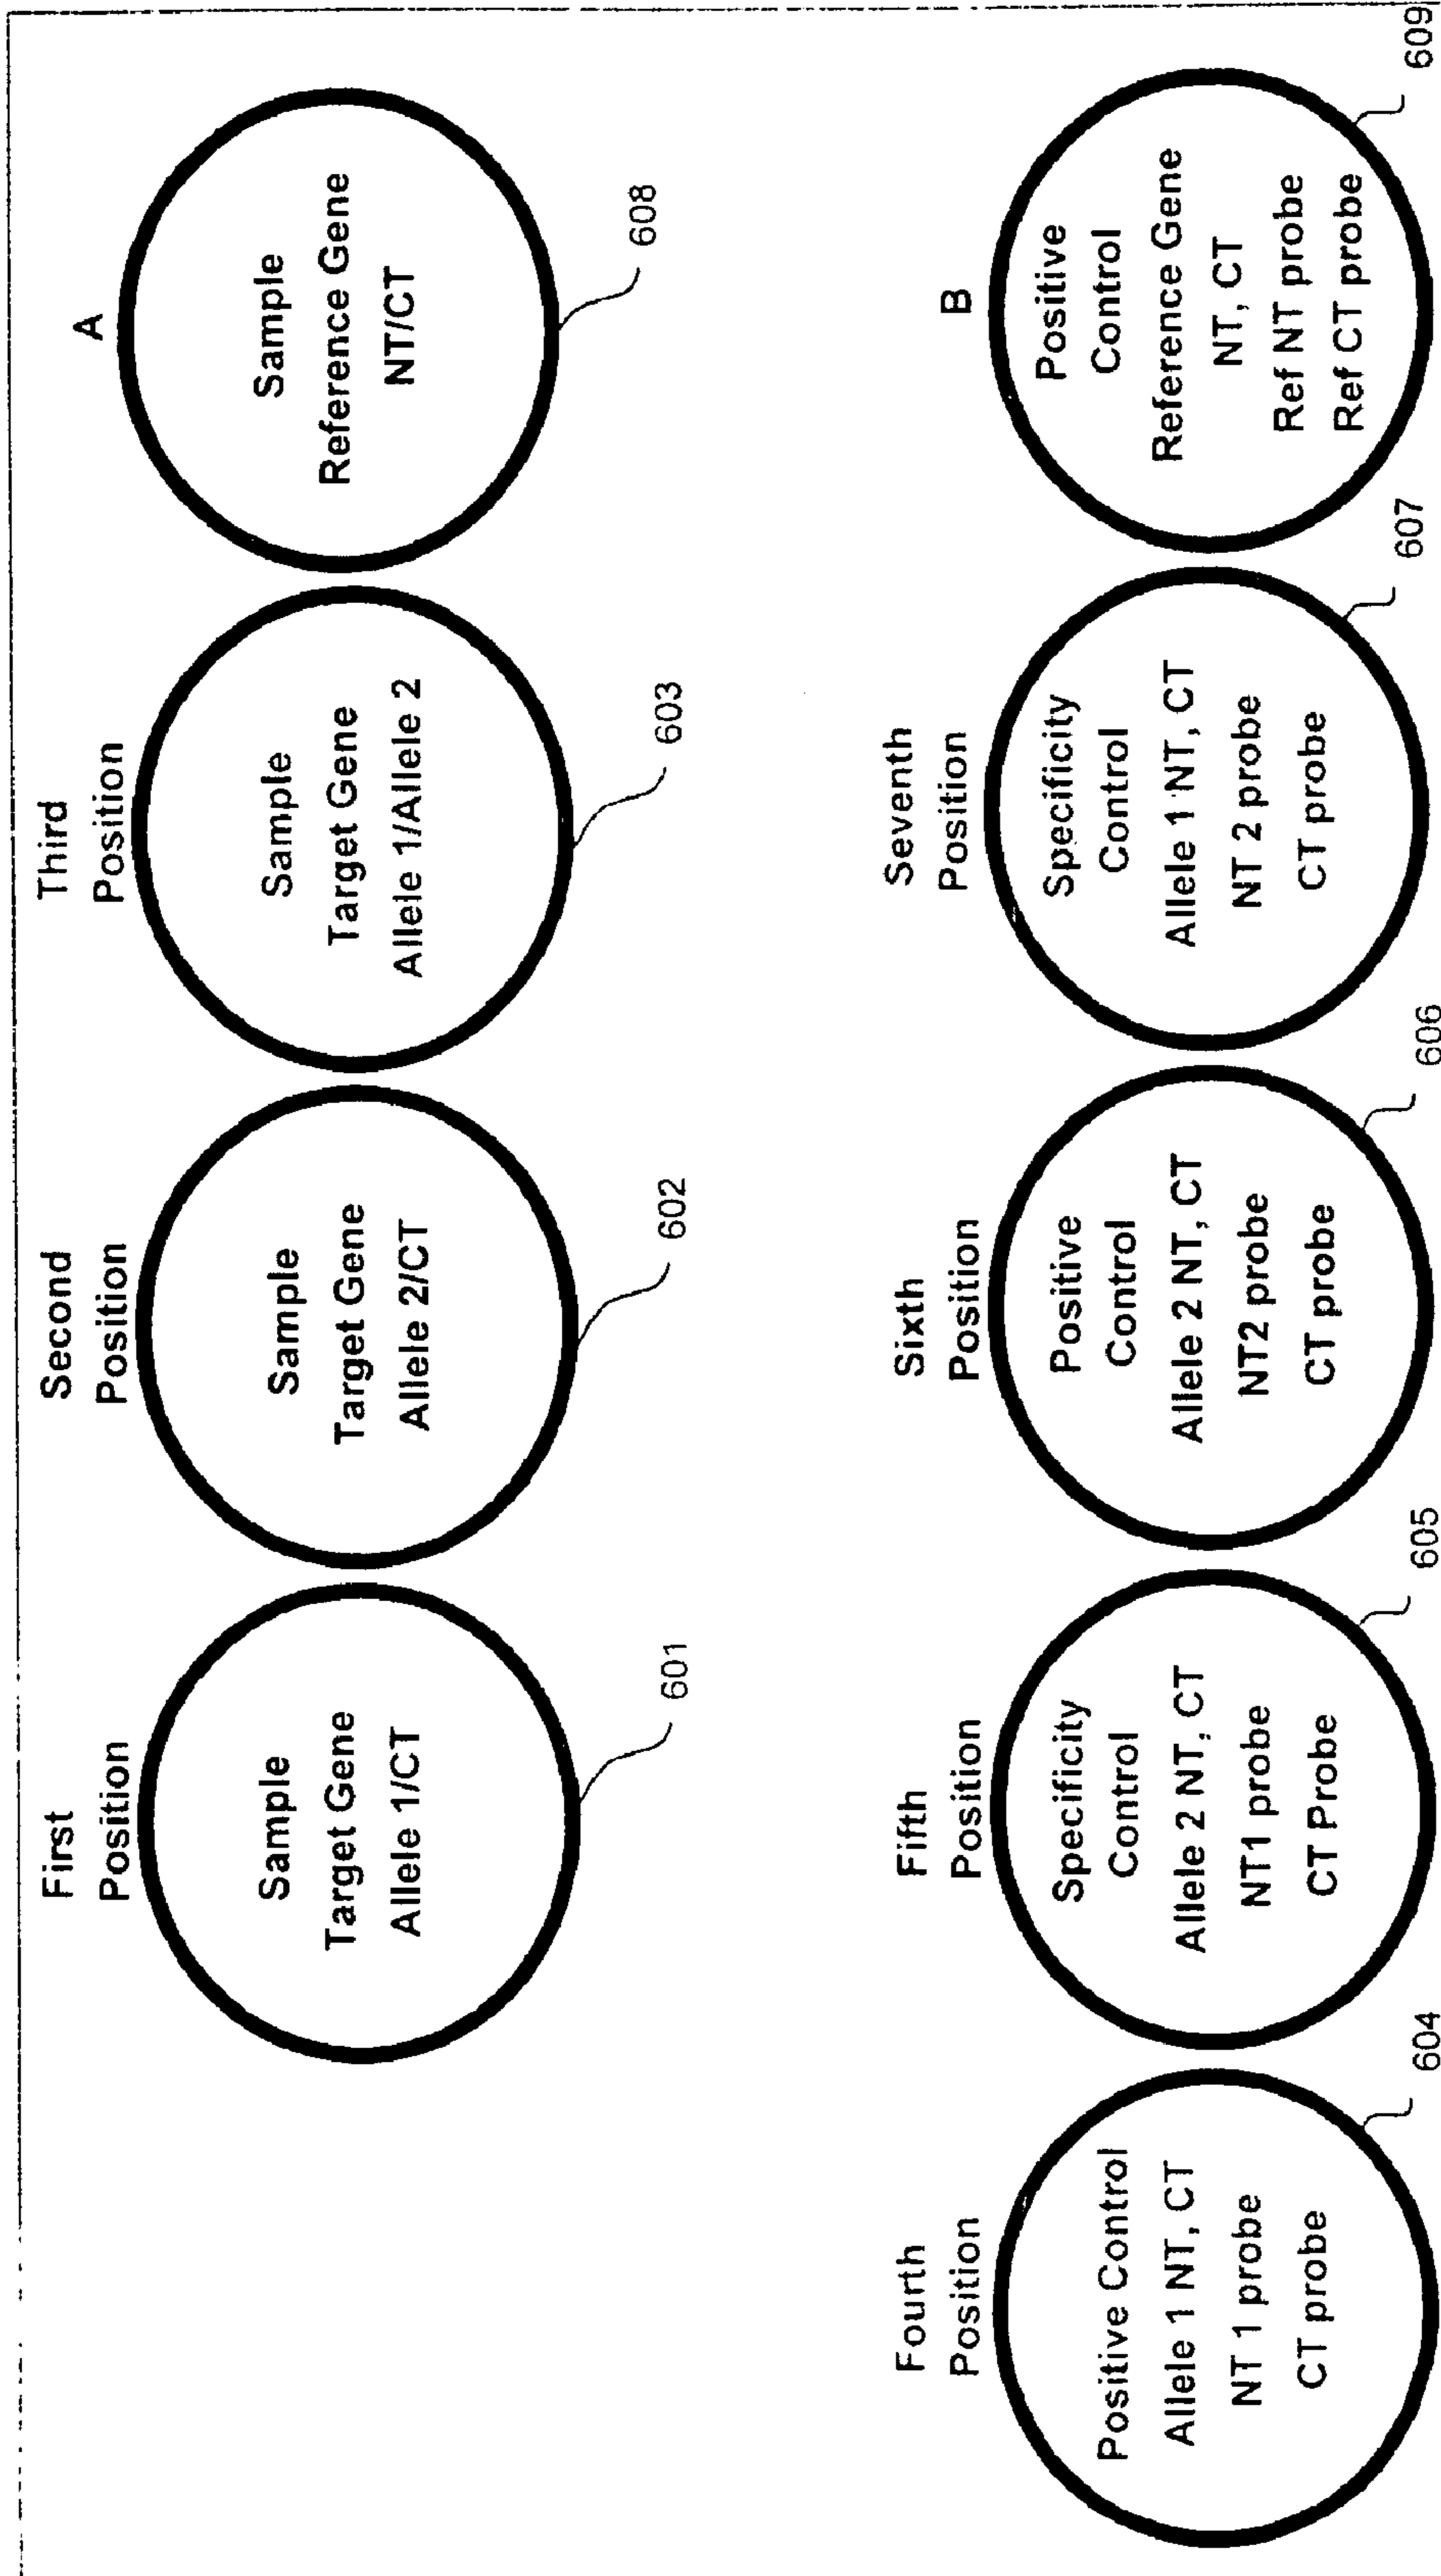 First
Position
Sample
Target Gene
Allele 1/CT
601
Second
Position
Sample
Target Gene
Allele 2/CT
602
Third
Position
Sample
Target Gene
Allele 1/Allele 2
603
A
Sample
Reference Gene
NT/CT
608
Fourth
Position
Positive Control
Allele 1 NT, CT
NT 1 probe
CT probe
604
Fifth
Position
Specificity
Control
Allele 2 NT, CT
NT1 probe
CT Probe
605
Sixth
Position
Positive
Control
Allele 2 NT, CT
NT2 probe
CT probe
606
Seventh
Position
Specificity
Control
Allele 1 NT, CT
NT 2 probe
CT probe
607
B
Positive
Control
Reference Gene
NT, CT
Ref NT probe
Ref CT probe
609